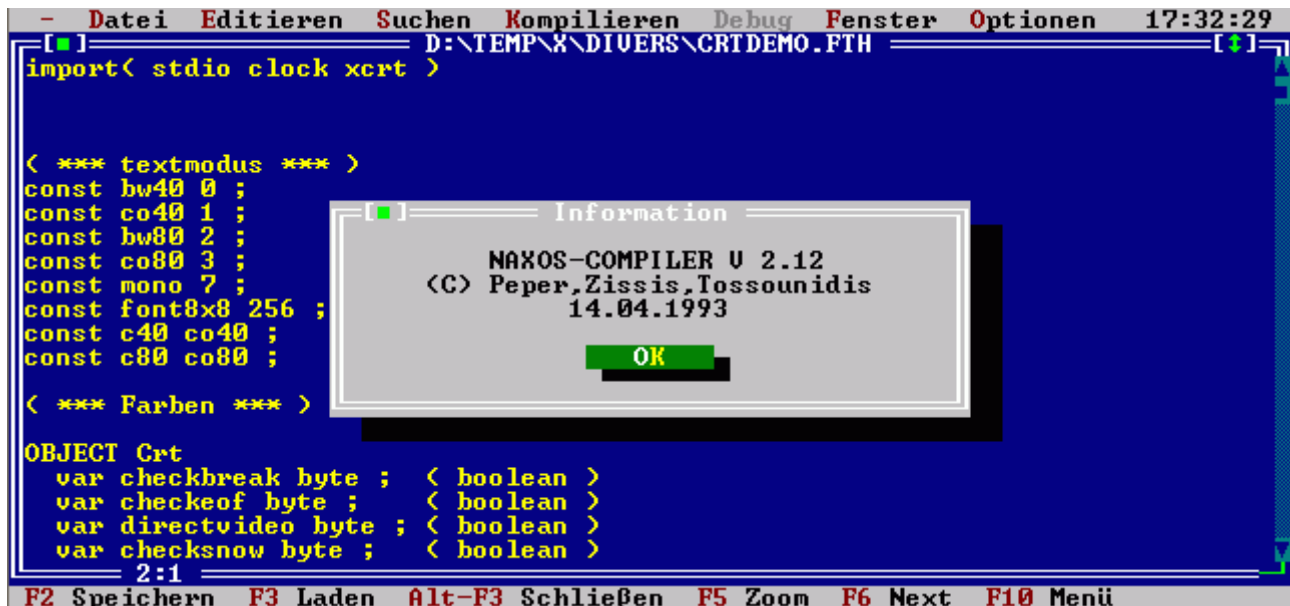 - Datei Editieren Suchen Kompilieren Debug Fenster Optionen 17:32:29
[■] D:\TEMP\X\DIVERS\CRTDEMO.FTH [↕]
import( stdio clock xcrt )
( *** textmodus *** )
const bw40 0 ;
const co40 1 ;
const bw80 2 ;
const co80 3 ;
const mono 7 ;
const font8x8 256 ;
const c40 co40 ;
const c80 co80 ;
( *** Farben *** )
OBJECT Crt
var checkbreak byte ; ( boolean )
var checkeof byte ; ( boolean )
var directvideo byte ; ( boolean )
var checksnow byte ; ( boolean )
2:1
[■] Information
NAXOS-COMPILER V 2.12
(C) Peper,Zissis,Tossounidis
14.04.1993
OK
F2 Speichern F3 Laden Alt-F3 Schließen F5 Zoom F6 Next F10 Menü